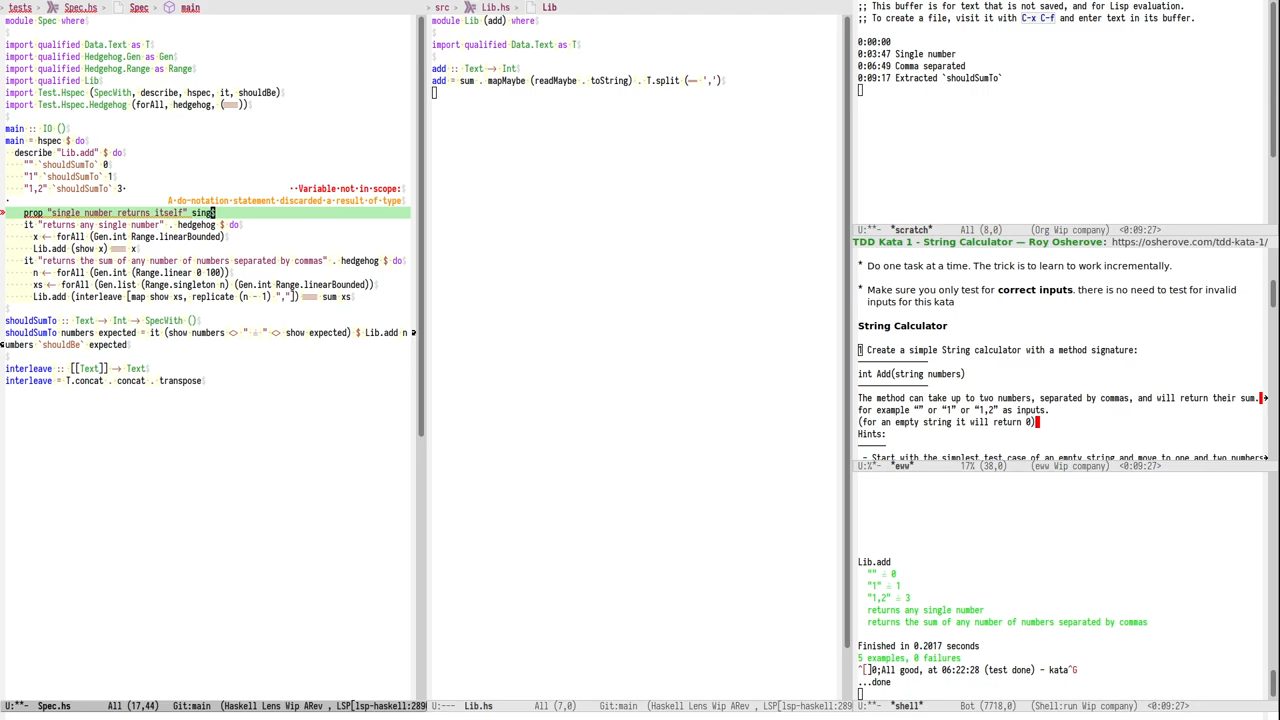 tests > Spec.hs > Spec > main
module Spec where$
$
import qualified Data.Text as T$
import qualified Hedgehog.Gen as Gen$
import qualified Hedgehog.Range as Range$
import qualified Lib$
import Test.Hspec (SpecWith, describe, hspec, it, shouldBe)$
import Test.Hspec.Hedgehog (forAll, hedgehog, (===))$
$
main :: IO ()$
main = hspec $ do$
describe "Lib.add" $ do$
"" `shouldSumTo` 0$
"1" `shouldSumTo` 1$
"1,2" `shouldSumTo` 3· ··Variable·not·in·scope:$
· A·do-notation·statement·discarded·a·result·of·type$
prop "single number returns itself" sing$
it "returns any single number" . hedgehog $ do$
x <- forAll (Gen.int Range.linearBounded)$
Lib.add (show x) === x$
it "returns the sum of any number of numbers separated by commas" . hedgehog $ do$
n <- forAll (Gen.int (Range.linear 0 100))$
xs <- forAll (Gen.list (Range.singleton n) (Gen.int Range.linearBounded))$
Lib.add (interleave [map show xs, replicate (n - 1) ","]) === sum xs$
$
shouldSumTo :: Text -> Int -> SpecWith ()$
shouldSumTo numbers expected = it (show numbers <> " ≟ " <> show expected) $ Lib.add n
umbers `shouldBe` expected$
$
interleave :: [[Text]] -> Text$
interleave = T.concat . concat . transpose$
U:**- Spec.hs All (17,44) Git:main (Haskell Lens Wip ARev , LSP[lsp-haskell:289
src > Lib.hs > Lib
module Lib (add) where$
$
import qualified Data.Text as T$
$
add :: Text -> Int$
add = sum . mapMaybe (readMaybe . toString) . T.split (== ',')$
U:--- Lib.hs All (7,0) Git:main (Haskell Lens Wip ARev , LSP[lsp-haskell:289
;; This buffer is for text that is not saved, and for Lisp evaluation.
;; To create a file, visit it with C-x C-f and enter text in its buffer.
0:00:00
0:03:47 Single number
0:06:49 Comma separated
0:09:17 Extracted `shouldSumTo`
U:**- *scratch* All (8,0) (Org Wip company) <0:09:27>
TDD Kata 1 - String Calculator — Roy Osherove: https://osherove.com/tdd-kata-1/
* Do one task at a time. The trick is to learn to work incrementally.
* Make sure you only test for correct inputs. there is no need to test for invalid
inputs for this kata
String Calculator
1 Create a simple String calculator with a method signature:
int Add(string numbers)
The method can take up to two numbers, separated by commas, and will return their sum.
for example “” or “1” or “1,2” as inputs.
(for an empty string it will return 0)
Hints:
- Start with the simplest test case of an empty string and move to one and two numbers
U:%*- *eww* 17% (38,0) (eww Wip company) <0:09:27>
Lib.add
"" ≟ 0
"1" ≟ 1
"1,2" ≟ 3
returns any single number
returns the sum of any number of numbers separated by commas
Finished in 0.2017 seconds
5 examples, 0 failures
^[]0;All good, at 06:22:28 (test done) - kata^G
...done
U:**- *shell* Bot (7718,0) (Shell:run Wip company) <0:09:27>